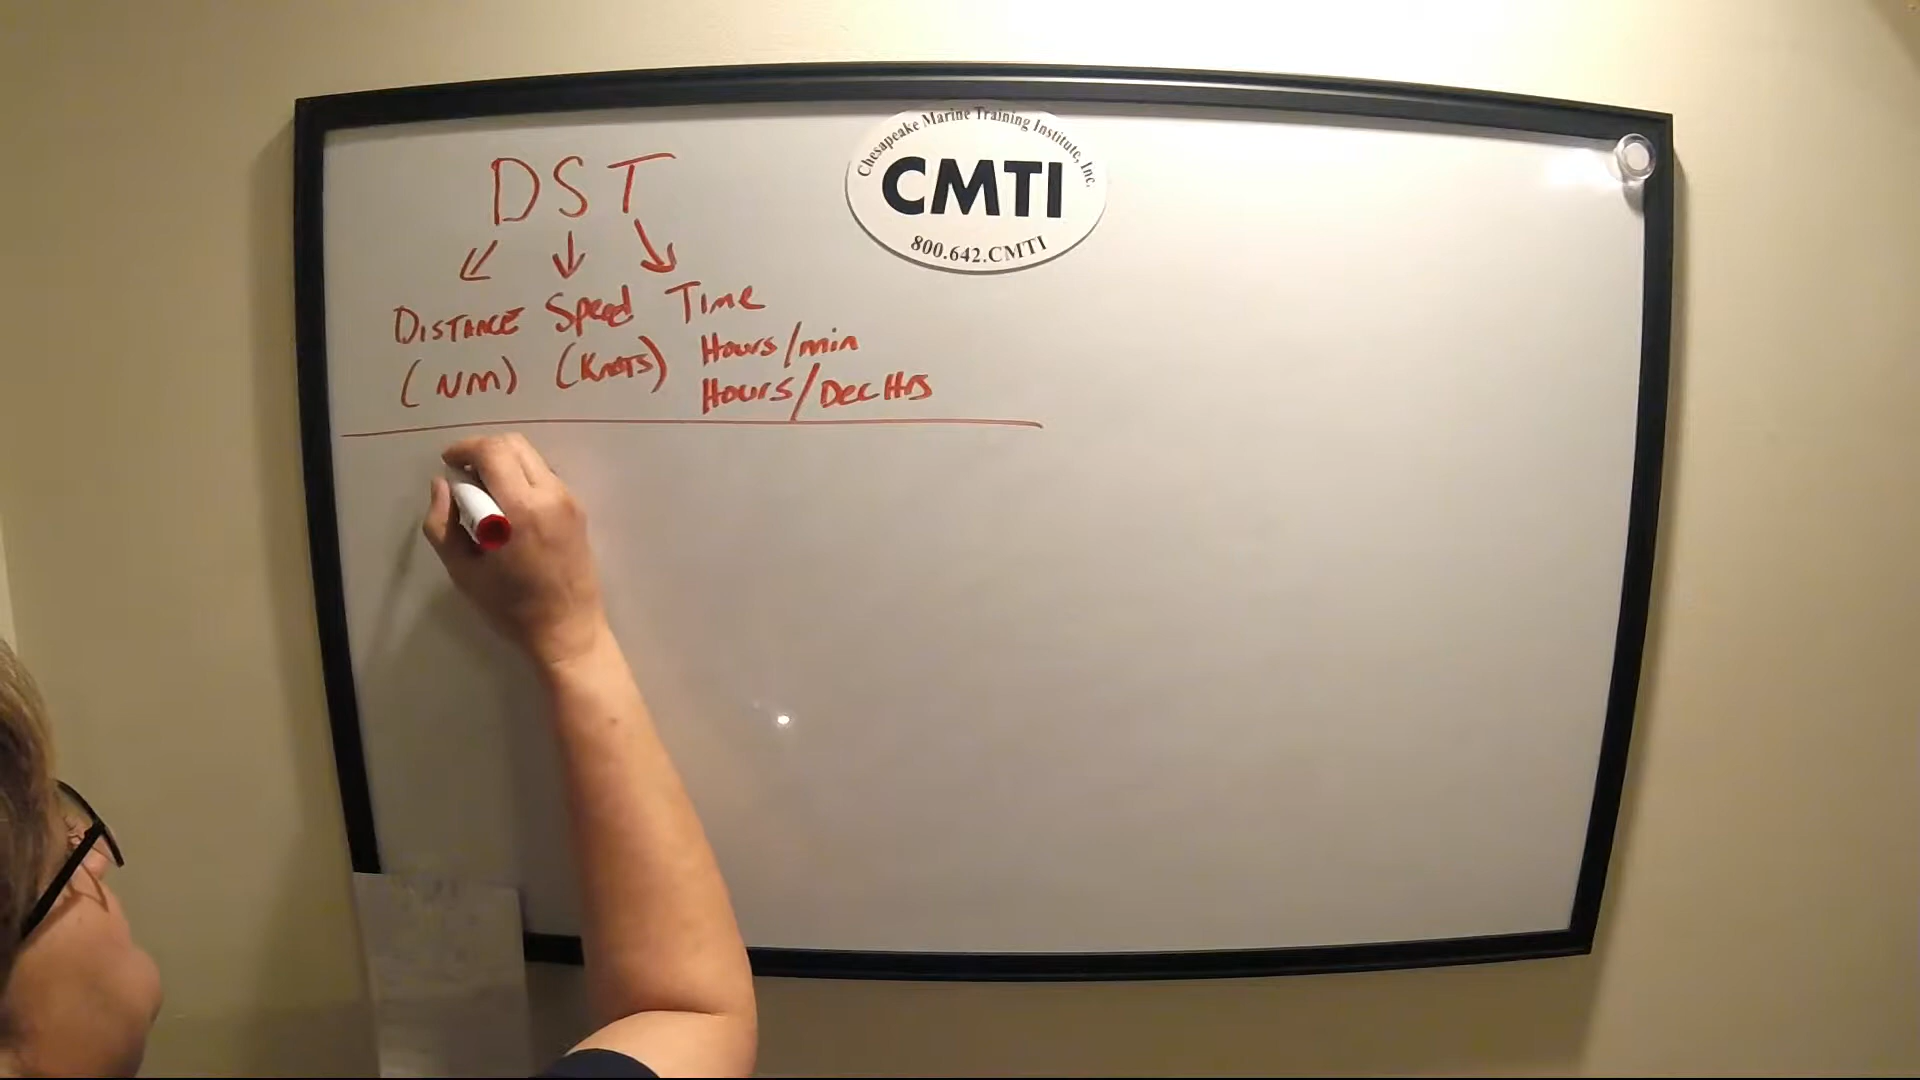 DST
Distance Speed Time
(NM) (Knots) Hours/min
Hours/Dec Hrs
Chesapeake Marine Training Institute, Inc.
CMTI
800.642.CMTI